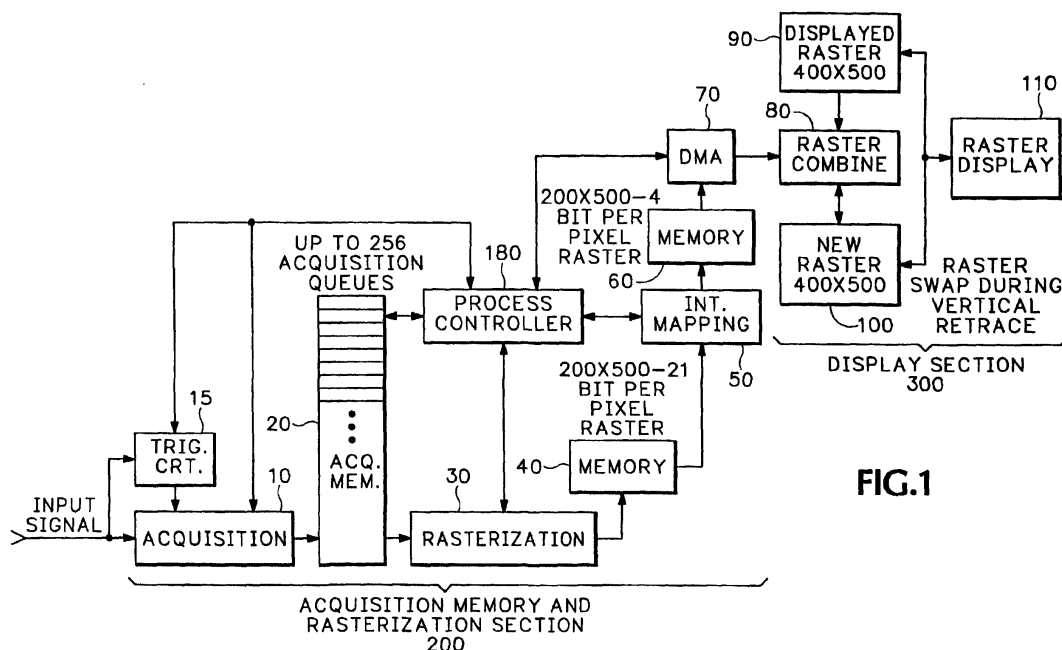 90
DISPLAYED
RASTER
400X500
110
RASTER
DISPLAY
80
RASTER
COMBINE
70
DMA
200X500-4
BIT PER
PIXEL
RASTER
MEMORY
60
NEW
RASTER
400X500
100
RASTER
SWAP DURING
VERTICAL
RETRACE
DISPLAY SECTION
300
UP TO 256
ACQUISITION
QUEUES
180
PROCESS
CONTROLLER
INT.
MAPPING
50
200X500-21
BIT PER
PIXEL
RASTER
40
MEMORY
15
TRIG.
CRT.
20
ACQ.
MEM.
10
INPUT
SIGNAL
ACQUISITION
30
RASTERIZATION
ACQUISITION MEMORY AND
RASTERIZATION SECTION
200
FIG.1